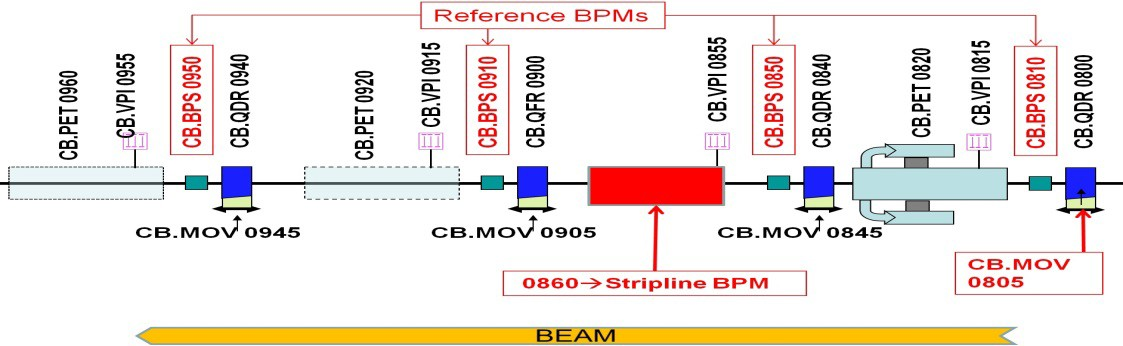 Reference BPMs
CB.PET 0960
CB.VPI 0955
CB.BPS 0950
CB.QDR 0940
CB.PET 0920
CB.VPI 0915
CB.BPS 0910
CB.QFR 0900
CB.VPI 0855
CB.BPS 0850
CB.QDR 0840
CB.PET 0820
CB.VPI 0815
CB.BPS 0810
CB.QDR 0800
CB.MOV 0945
CB.MOV 0905
CB.MOV 0845
0860→Stripline BPM
CB.MOV
0805
BEAM